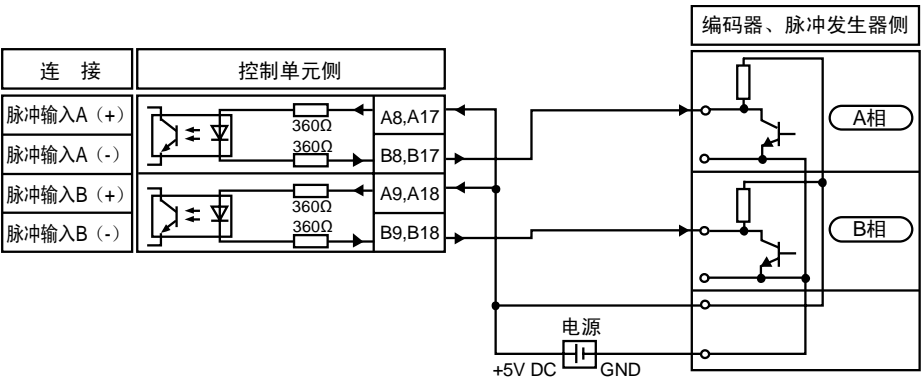 编码器、脉冲发生器侧
连 接
控制单元侧
脉冲输入A（+）
360Ω
A8,A17
A相
脉冲输入A（-）
360Ω
B8,B17
脉冲输入B（+）
360Ω
A9,A18
脉冲输入B（-）
360Ω
B9,B18
B相
电源
+5V DC
GND